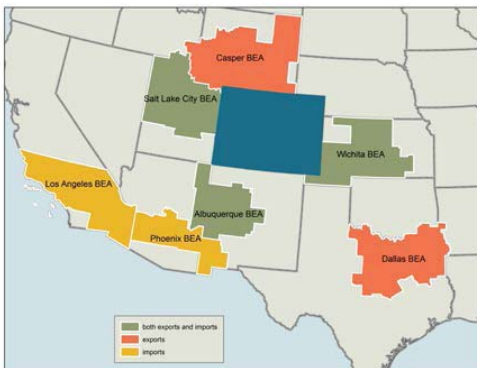 Casper BEA
Salt Lake City BEA
Wichita BEA
Los Angeles BEA
Albuquerque BEA
Phoenix BEA
Dallas BEA
both exports and imports
exports
imports